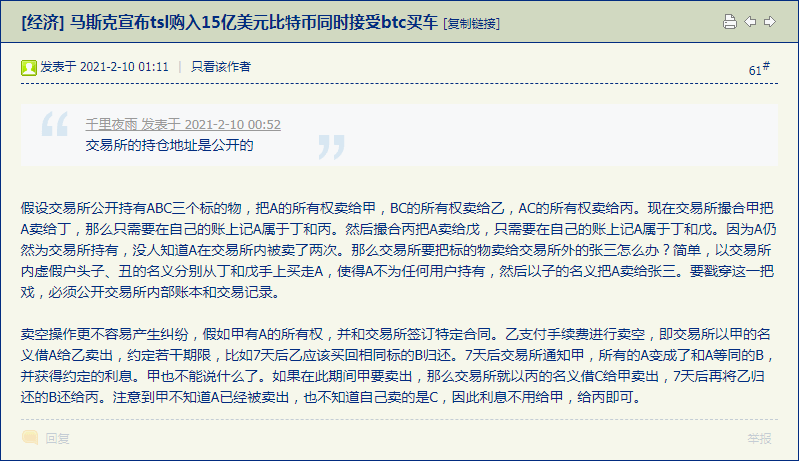 [经济] 马斯克宣布tsl购入15亿美元比特币同时接受btc买车 [复制链接]
发表于 2021-2-10 01:11 | 只看该作者
61#
千里夜雨 发表于 2021-2-10 00:52
交易所的持仓地址是公开的
假设交易所公开持有ABC三个标的物，把A的所有权卖给甲，BC的所有权卖给乙，AC的所有权卖给丙。现在交易所撮合甲把
A卖给丁，那么只需要在自己的账上记A属于丁和丙。然后撮合丙把A卖给戊，只需要在自己的账上记A属于丁和戊。因为A仍
然为交易所持有，没人知道A在交易所内被卖了两次。那么交易所要把标的物卖给交易所外的张三怎么办？简单，以交易所
内虚假户头子、丑的名义分别从丁和戊手上买走A，使得A不为任何用户持有，然后以子的名义把A卖给张三。要戳穿这一把
戏，必须公开交易所内部账本和交易记录。
卖空操作更不容易产生纠纷，假如甲有A的所有权，并和交易所签订特定合同。乙支付手续费进行卖空，即交易所以甲的名
义借A给乙卖出，约定若干期限，比如7天后乙应该买回相同标的B归还。7天后交易所通知甲，所有的A变成了和A等同的B，
并获得约定的利息。甲也不能说什么了。如果在此期间甲要卖出，那么交易所就以丙的名义借C给甲卖出，7天后再将乙归
还的B还给丙。注意到甲不知道A已经被卖出，也不知道自己卖的是C，因此利息不用给甲，给丙即可。
回复
举报